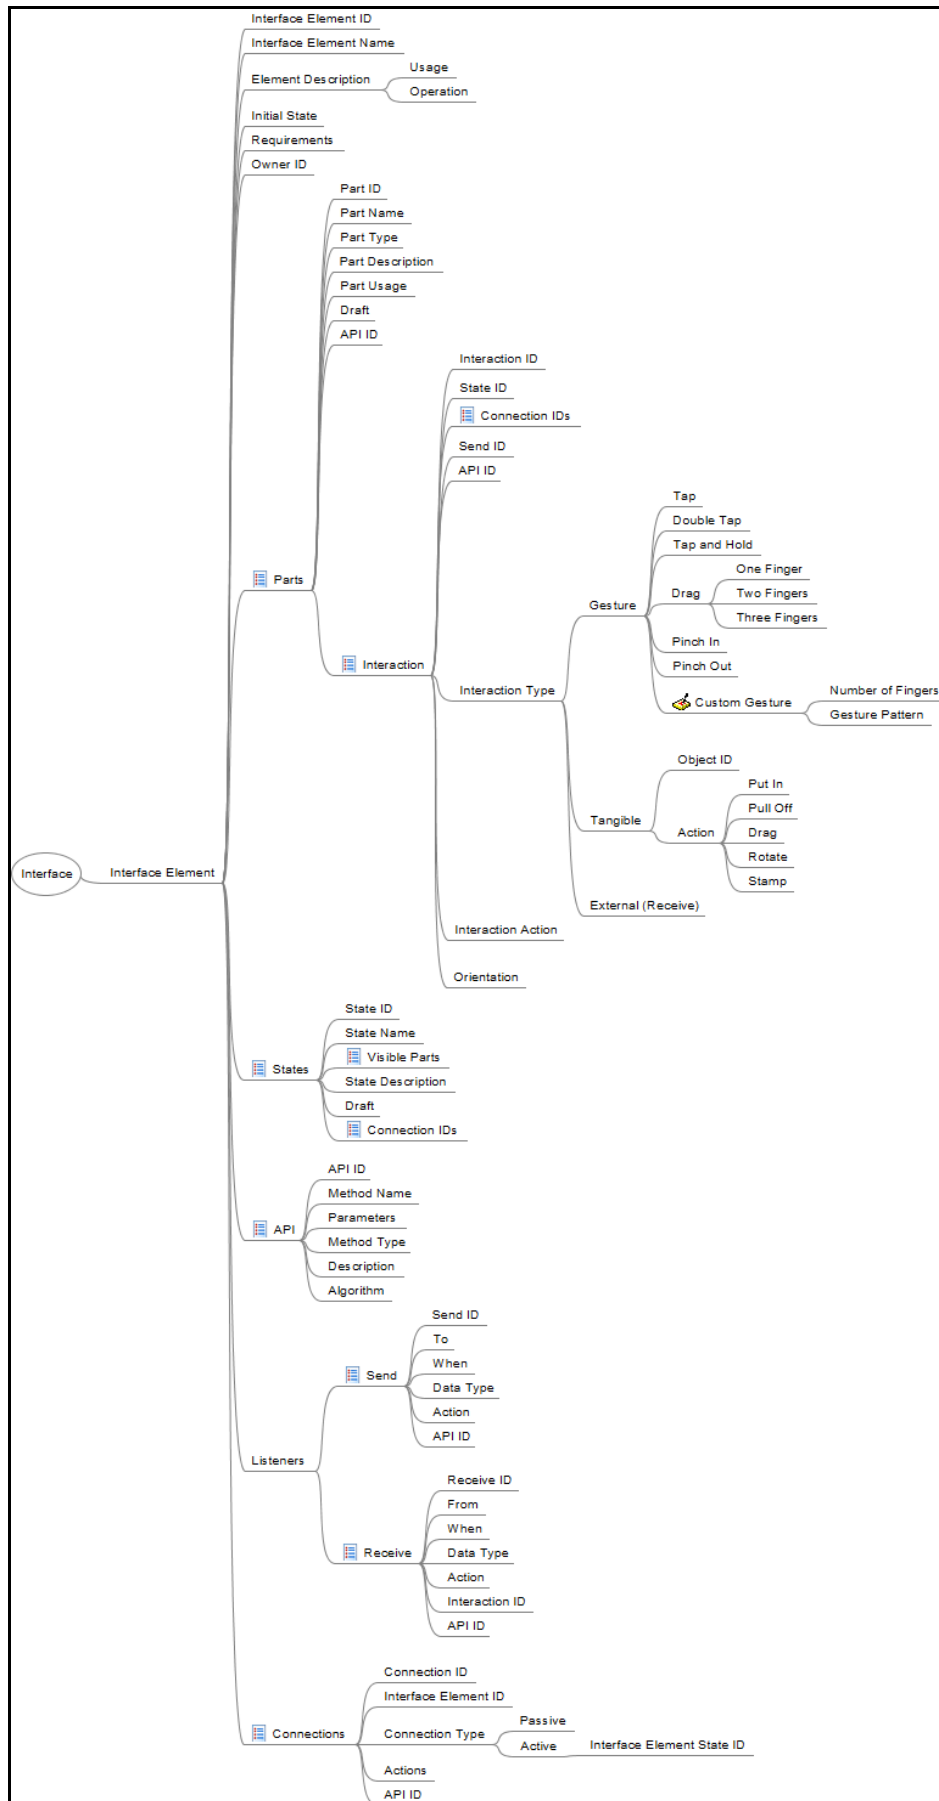 Interface Element ID
Interface Element Name
Element Description
Usage
Operation
Initial State
Requirements
Owner ID
Part ID
Part Name
Part Type
Part Description
Part Usage
Draft
API ID
Interaction ID
State ID
Connection IDs
Send ID
API ID
Tap
Double Tap
Tap and Hold
Drag
One Finger
Two Fingers
Three Fingers
Parts
Gesture
Pinch In
Pinch Out
Interaction
Interaction Type
Custom Gesture
Number of Fingers
Gesture Pattern
Object ID
Put In
Pull Off
Tangible
Action
Drag
Rotate
Stamp
Interface
Interface Element
External (Receive)
Interaction Action
Orientation
State ID
State Name
Visible Parts
States
State Description
Draft
Connection IDs
API ID
Method Name
Parameters
API
Method Type
Description
Algorithm
Send ID
To
When
Send
Data Type
Action
API ID
Listeners
Receive ID
From
When
Receive
Data Type
Action
Interaction ID
API ID
Connection ID
Interface Element ID
Connections
Connection Type
Passive
Active
Interface Element State ID
Actions
API ID